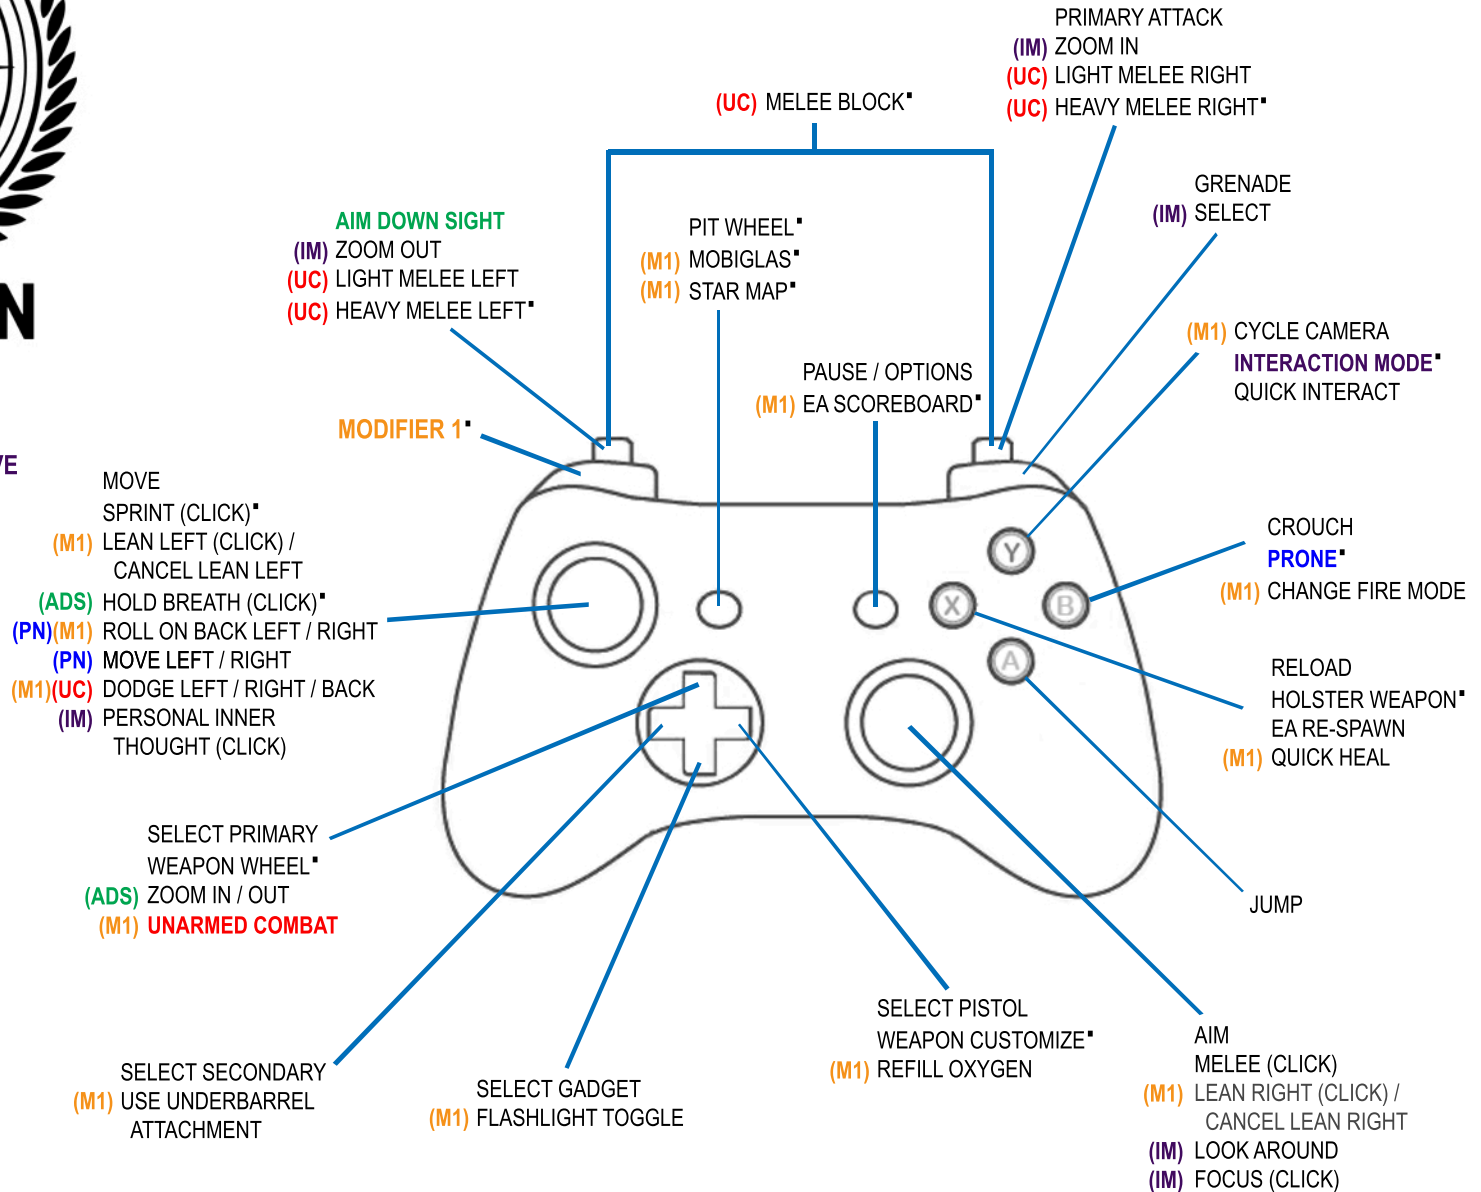 PRIMARY ATTACK
(IM) ZOOM IN
(UC) LIGHT MELEE RIGHT
(UC) HEAVY MELEE RIGHT▪
(UC) MELEE BLOCK▪
GRENADE
(IM) SELECT
AIM DOWN SIGHT
(IM) ZOOM OUT
(UC) LIGHT MELEE LEFT
(UC) HEAVY MELEE LEFT▪
PIT WHEEL▪
(M1) MOBIGLAS▪
(M1) STAR MAP▪
N
(M1) CYCLE CAMERA
INTERACTION MODE▪
QUICK INTERACT
PAUSE / OPTIONS
(M1) EA SCOREBOARD▪
MODIFIER 1▪
VE
MOVE
SPRINT (CLICK)▪
(M1) LEAN LEFT (CLICK) /
CANCEL LEAN LEFT
(ADS) HOLD BREATH (CLICK)▪
(PN)(M1) ROLL ON BACK LEFT / RIGHT
(PN) MOVE LEFT / RIGHT
(M1)(UC) DODGE LEFT / RIGHT / BACK
(IM) PERSONAL INNER
THOUGHT (CLICK)
Y
X
B
A
CROUCH
PRONE▪
(M1) CHANGE FIRE MODE
RELOAD
HOLSTER WEAPON▪
EA RE-SPAWN
(M1) QUICK HEAL
SELECT PRIMARY
WEAPON WHEEL▪
(ADS) ZOOM IN / OUT
(M1) UNARMED COMBAT
JUMP
SELECT SECONDARY
(M1) USE UNDERBARREL
ATTACHMENT
SELECT GADGET
(M1) FLASHLIGHT TOGGLE
SELECT PISTOL
WEAPON CUSTOMIZE▪
(M1) REFILL OXYGEN
AIM
MELEE (CLICK)
(M1) LEAN RIGHT (CLICK) /
CANCEL LEAN RIGHT
(IM) LOOK AROUND
(IM) FOCUS (CLICK)